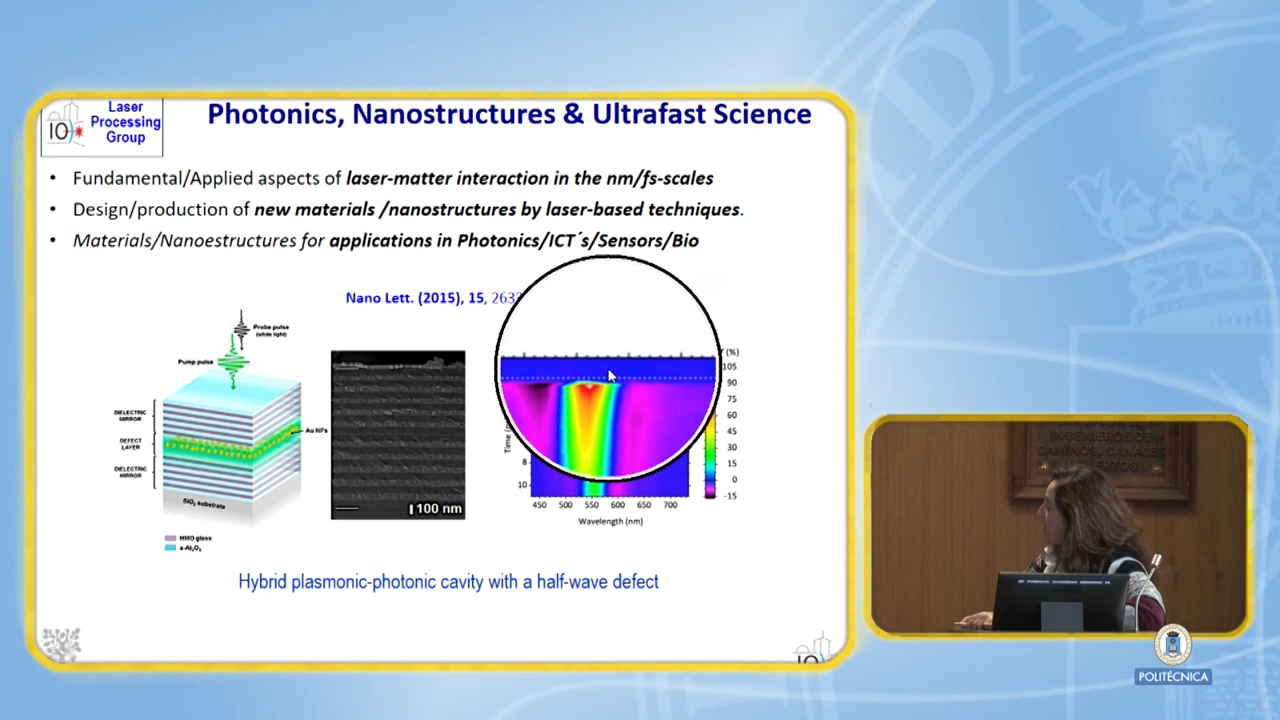 Laser
Processing
Group
IO
Photonics, Nanostructures & Ultrafast Science
• Fundamental/Applied aspects of laser-matter interaction in the nm/fs-scales
• Design/production of new materials /nanostructures by laser-based techniques.
• Materials/Nanoestructures for applications in Photonics/ICT´s/Sensors/Bio
Nano Lett. (2015), 15, 263
Probe pulse
(white light)
Pump pulse
DIELECTRIC
MIRROR
DEFECT
LAYER
DIELECTRIC
MIRROR
Au NPs
SiO₂ substrate
HMO glass
a-Al₂O₃
100 nm
Time
8
10
450 500 550 600 650 700
Wavelength (nm)
(%)
105
90
75
60
45
30
15
0
-15
Hybrid plasmonic-photonic cavity with a half-wave defect
INGENIEROS DE
CAMINOS, CANALES
POLITÉCNICA